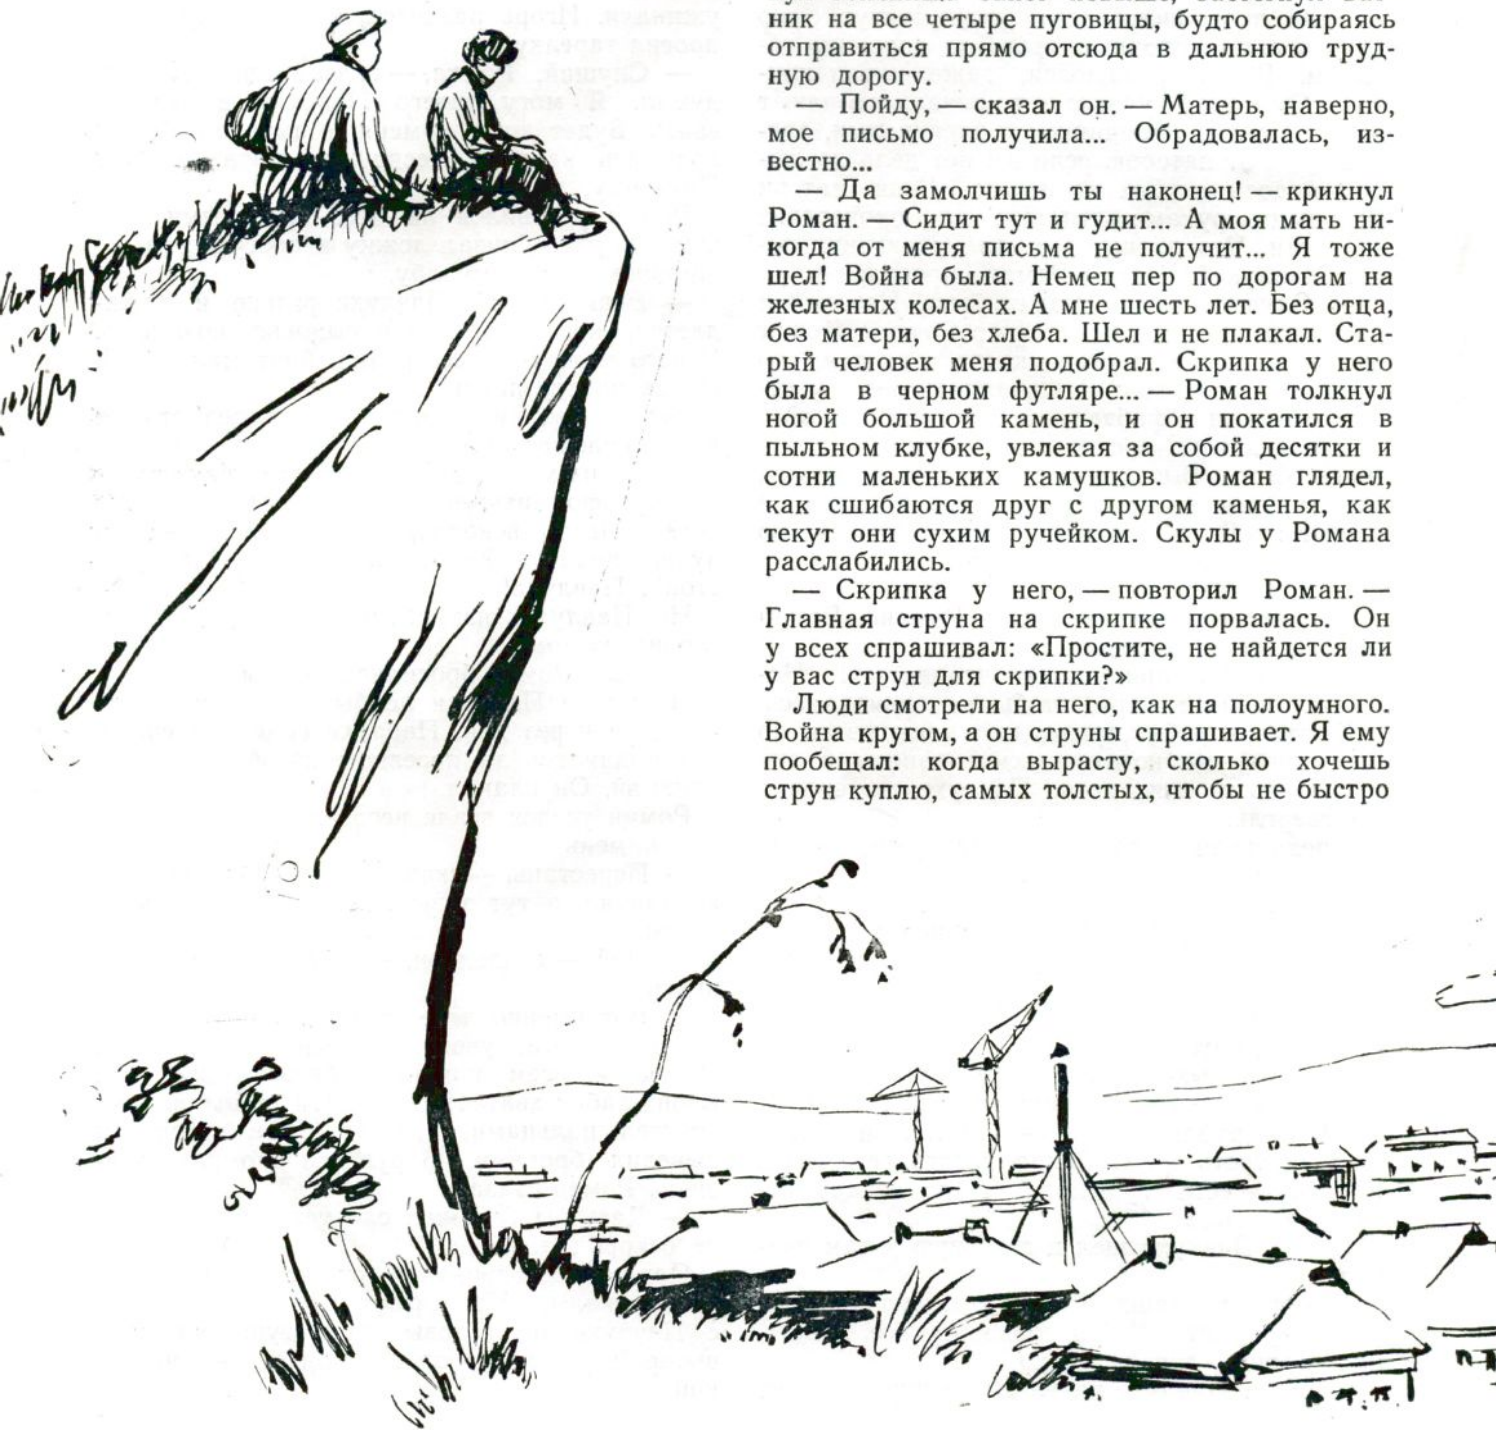 ник на все четыре пуговицы, будто собираясь
отправиться прямо отсюда в дальнюю труд-
ную дорогу.
— Пойду, — сказал он. — Матерь, наверно,
мое письмо получила... Обрадовалась, из-
вестно...
— Да замолчишь ты наконец! — крикнул
Роман. — Сидит тут и гудит... А моя мать ни-
когда от меня письма не получит... Я тоже
шел! Война была. Немец пер по дорогам на
железных колесах. А мне шесть лет. Без отца,
без матери, без хлеба. Шел и не плакал. Ста-
рый человек меня подобрал. Скрипка у него
была в черном футляре... — Роман толкнул
ногой большой камень, и он покатился в
пыльном клубке, увлекая за собой десятки и
сотни маленьких камушков. Роман глядел,
как сшибаются друг с другом каменья, как
текут они сухим ручейком. Скулы у Романа
расслабились.
— Скрипка у него, — повторил Роман. —
Главная струна на скрипке порвалась. Он
у всех спрашивал: «Простите, не найдется ли
у вас струн для скрипки?»
Люди смотрели на него, как на полоумного.
Война кругом, а он струны спрашивает. Я ему
пообещал: когда вырасту, сколько хочешь
струн куплю, самых толстых, чтобы не быстро